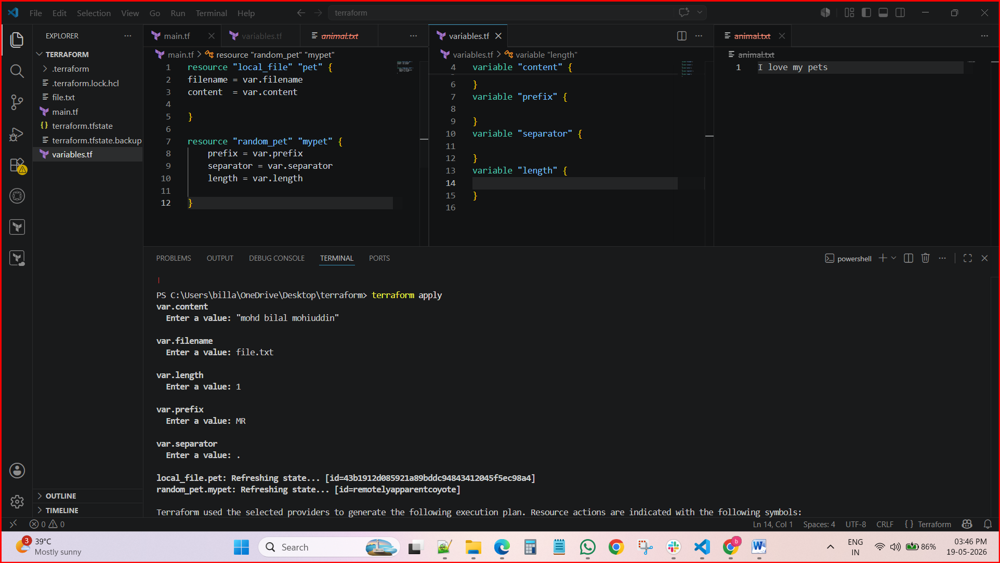 File Edit Selection View Go Run Terminal Help
terraform
EXPLORER
TERRAFORM
.terraform
.terraform.lock.hcl
file.txt
main.tf
terraform.tfstate
terraform.tfstate.backup
variables.tf
OUTLINE
TIMELINE
main.tf
variables.tf
animal.txt
main.tf > resource "random_pet" "mypet"
1 resource "local_file" "pet" {
2 filename = var.filename
3 content = var.content
4
5 }
6
7 resource "random_pet" "mypet" {
8 prefix = var.prefix
9 separator = var.separator
10 length = var.length
11
12 }
variables.tf
variables.tf > variable "length"
4 variable "content" {
6 }
7 variable "prefix" {
8
9 }
10 variable "separator" {
11
12 }
13 variable "length" {
14
15 }
16
animal.txt
animal.txt
1 I love my pets
PROBLEMS OUTPUT DEBUG CONSOLE TERMINAL PORTS
powershell
PS C:\Users\billa\OneDrive\Desktop\terraform> terraform apply
var.content
Enter a value: "mohd bilal mohiuddin"
var.filename
Enter a value: file.txt
var.length
Enter a value: 1
var.prefix
Enter a value: MR
var.separator
Enter a value: .
local_file.pet: Refreshing state... [id=43b1912d085921a89bddc94843412045f5ec98a4]
random_pet.mypet: Refreshing state... [id=remotelyapparentcoyote]
Terraform used the selected providers to generate the following execution plan. Resource actions are indicated with the following symbols:
0 0
Ln 14, Col 1 Spaces: 4 UTF-8 CRLF {} Terraform
3
39°C
Mostly sunny
Search
b
ENG
IN
86%
03:46 PM
19-05-2026